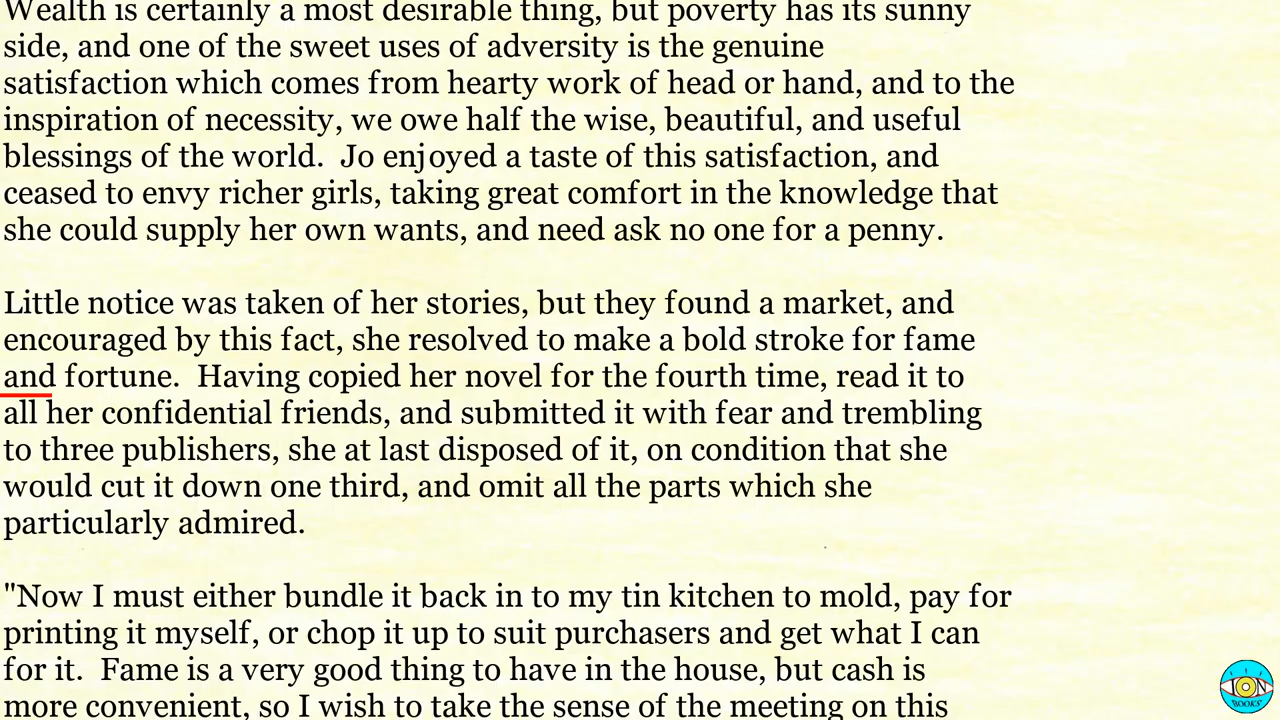 Wealth is certainly a most desirable thing, but poverty has its sunny
side, and one of the sweet uses of adversity is the genuine
satisfaction which comes from hearty work of head or hand, and to the
inspiration of necessity, we owe half the wise, beautiful, and useful
blessings of the world.  Jo enjoyed a taste of this satisfaction, and
ceased to envy richer girls, taking great comfort in the knowledge that
she could supply her own wants, and need ask no one for a penny.

Little notice was taken of her stories, but they found a market, and
encouraged by this fact, she resolved to make a bold stroke for fame
and fortune.  Having copied her novel for the fourth time, read it to
all her confidential friends, and submitted it with fear and trembling
to three publishers, she at last disposed of it, on condition that she
would cut it down one third, and omit all the parts which she
particularly admired.

"Now I must either bundle it back in to my tin kitchen to mold, pay for
printing it myself, or chop it up to suit purchasers and get what I can
for it.  Fame is a very good thing to have in the house, but cash is
more convenient, so I wish to take the sense of the meeting on this
ION
BOOKS